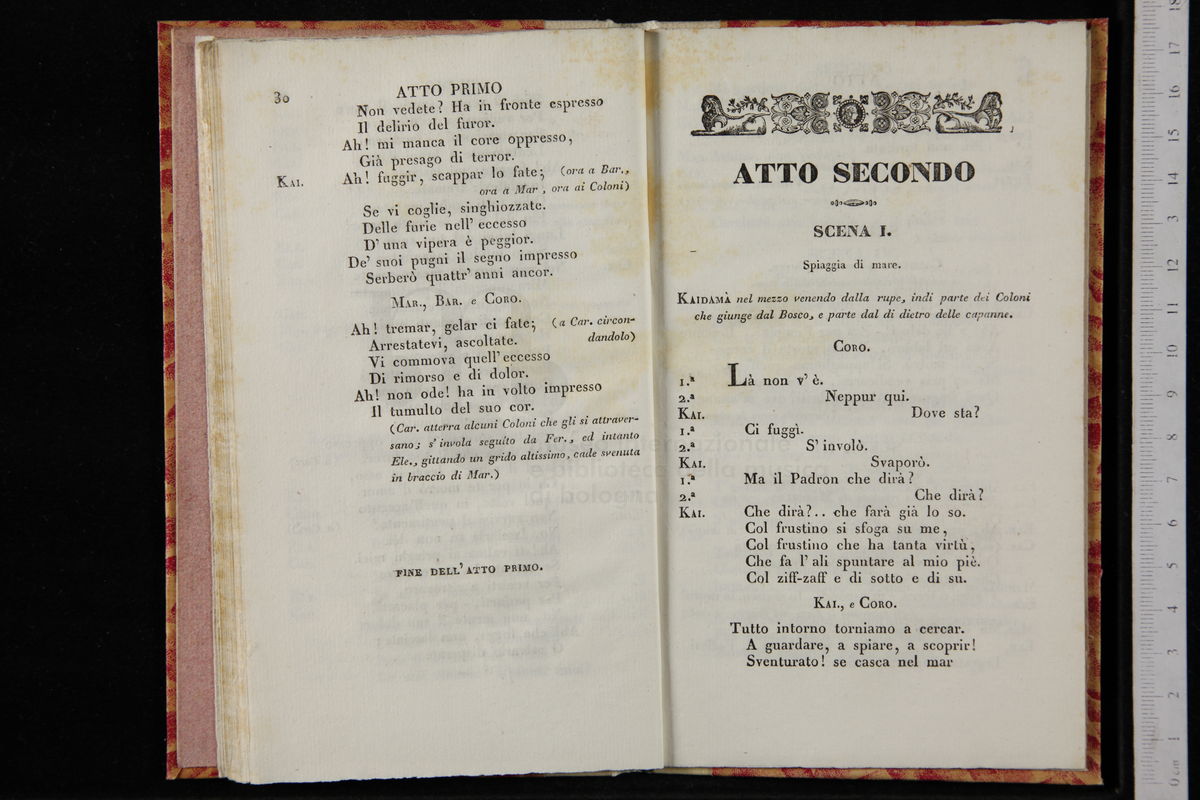 30
ATTO PRIMO
Non vedete? Ha in fronte espresso
Il delirio del furor.
Ah! mi manca il core oppresso,
Già presago di terror.
Kai. Ah! fuggir, scappar lo fate; (ora a Bar.,
ora a Mar, ora ai Coloni)
Se vi coglie, singhiozzate.
Delle furie nell' eccesso
D' una vipera è peggior.
De' suoi pugni il segno impresso
Serberò quattr' anni ancor.
Mar., Bar. e Coro.
Ah! tremar, gelar ci fate; (a Car. circon-
Arrestatevi, ascoltate. dandolo)
Vi commova quell' eccesso
Di rimorso e di dolor.
Ah! non ode! ha in volto impresso
Il tumulto del suo cor.
(Car. atterra alcuni Coloni che gli si attraver-
sano; s' invola seguito da Fer., ed intanto
Ele., gittando un grido altissimo, cade svenuta
in braccio di Mar.)
FINE DELL' ATTO PRIMO.
ATTO SECONDO
SCENA I.
Spiaggia di mare.
Kaidamà nel mezzo venendo dalla rupe, indi parte dei Coloni
che giunge dal Bosco, e parte dal di dietro delle capanne.
Coro.
1.ª Là non v' è.
2.ª Neppur qui.
Kai. Dove sta?
1.ª Ci fuggì.
2.ª S' involò.
Kai. Svaporò.
1.ª Ma il Padron che dirà?
2.ª Che dirà?
Kai. Che dirà?.. che farà già lo so.
Col frustino si sfoga su me,
Col frustino che ha tanta virtù,
Che fa l' ali spuntare al mio piè.
Col ziff-zaff e di sotto e di su.
Kai., e Coro.
Tutto intorno torniamo a cercar.
A guardare, a spiare, a scoprir!
Sventurato! se casca nel mar